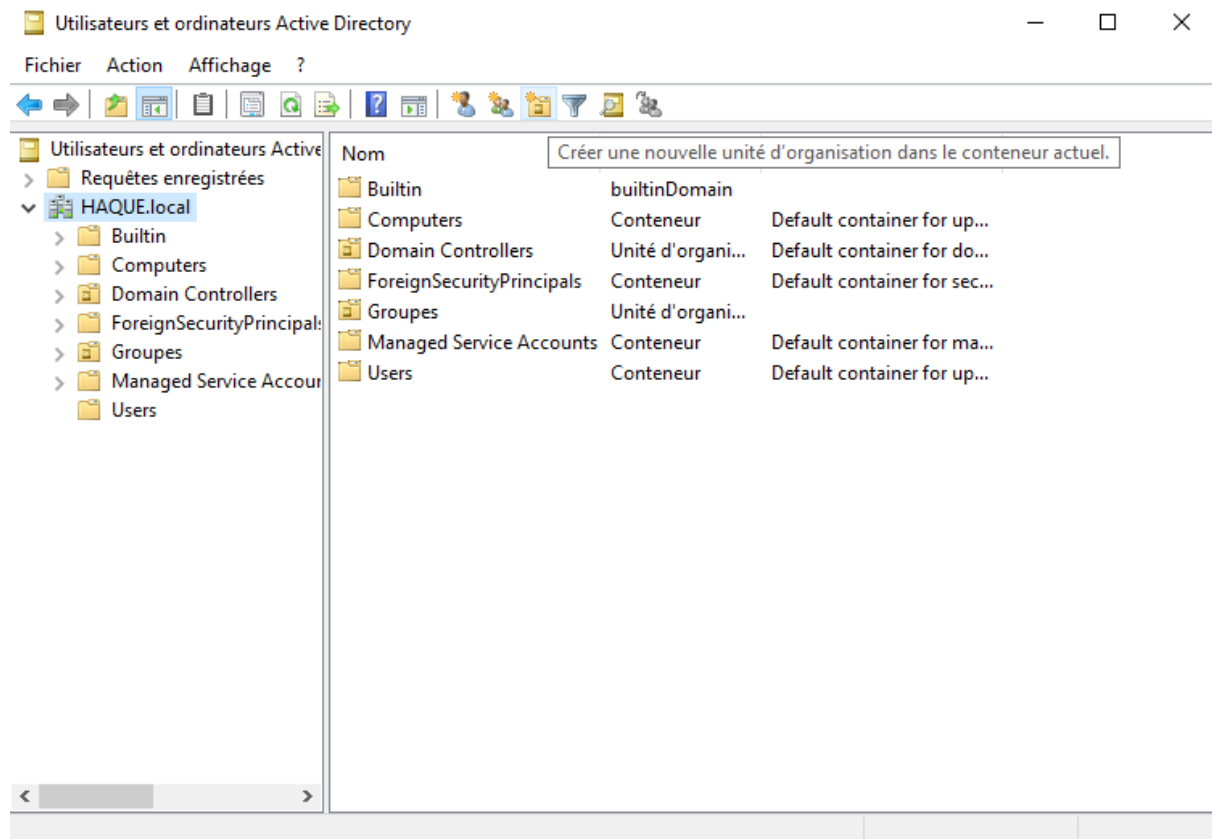 Utilisateurs et ordinateurs Active Directory
Fichier Action Affichage ?
Utilisateurs et ordinateurs Active
Requêtes enregistrées
HAQUE.local
Builtin
Computers
Domain Controllers
ForeignSecurityPrincipals
Groupes
Managed Service Accour
Users
Nom
Créer une nouvelle unité d'organisation dans le conteneur actuel.
Builtin builtinDomain
Computers Conteneur Default container for up...
Domain Controllers Unité d'organi... Default container for do...
ForeignSecurityPrincipals Conteneur Default container for sec...
Groupes Unité d'organi...
Managed Service Accounts Conteneur Default container for ma...
Users Conteneur Default container for up...